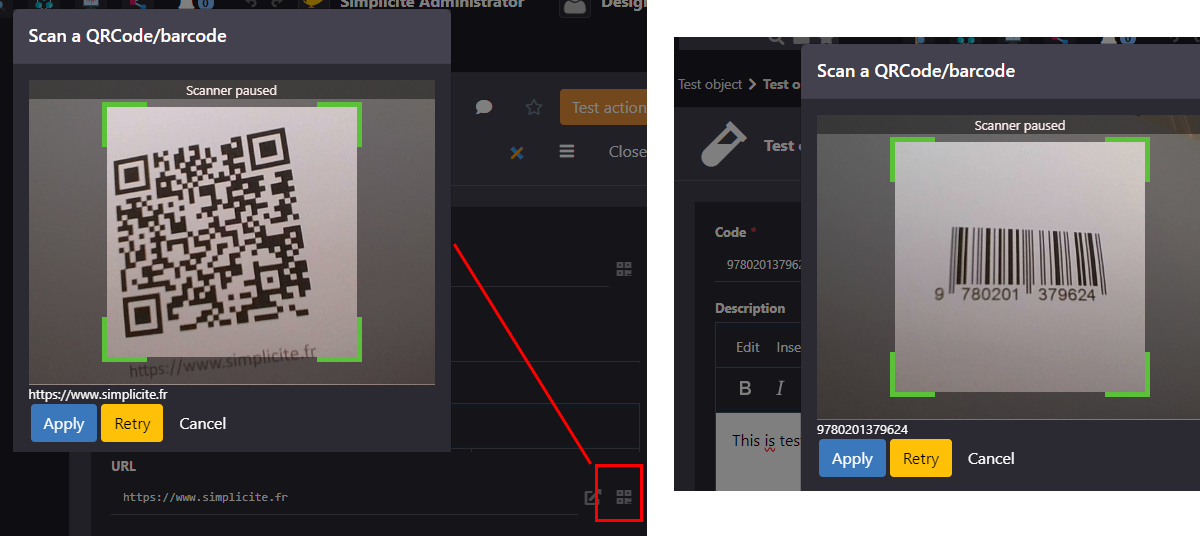 Simplicite Administrator
Desig
Scan a QRCode/barcode
Scanner paused
Test action
Close
https://www.simplicite.fr
https://www.simplicite.fr
Apply
Retry
Cancel
URL
https://www.simplicite.fr
Test object
Test o
Scan a QRCode/barcode
Scanner paused
Test
Code *
978020137962
9 780201 379624
Description
Edit Inse
B I
This is tes
9780201379624
Apply
Retry
Cancel